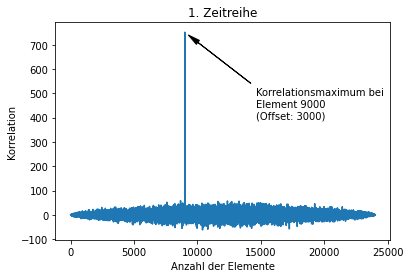 1. Zeitreihe
700
600
500
400
300
200
100
0
−100
Korrelation
Korrelationsmaximum bei
Element 9000
(Offset: 3000)
0
5000
10000
15000
20000
25000
Anzahl der Elemente